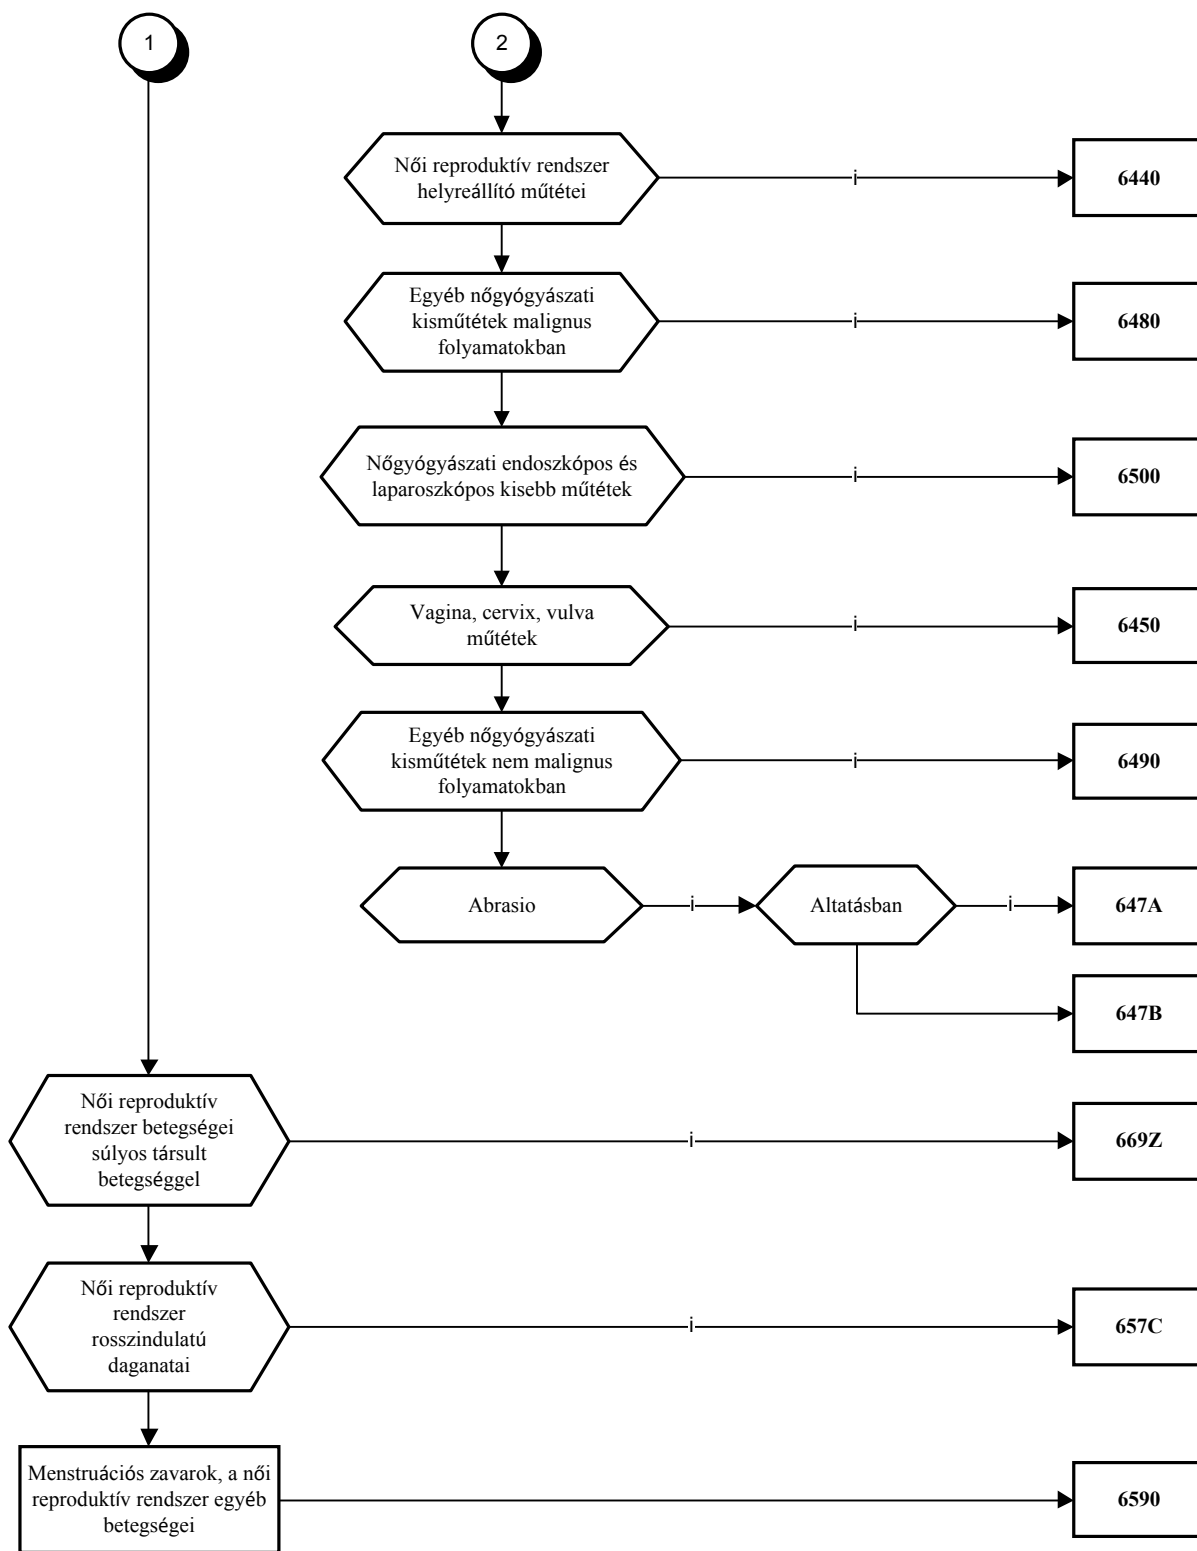 1
2
Női reproduktív rendszer
helyreállító műtétei
i
6440
Egyéb nőgyógyászati
kisműtétek malignus
folyamatokban
i
6480
Nőgyógyászati endoszkópos és
laparoszkópos kisebb műtétek
i
6500
Vagina, cervix, vulva
műtétek
i
6450
Egyéb nőgyógyászati
kisműtétek nem malignus
folyamatokban
i
6490
Abrasio
i
Altatásban
i
647A
647B
Női reproduktív
rendszer betegségei
súlyos társult
betegséggel
i
669Z
Női reproduktív
rendszer
rosszindulatú
daganatai
i
657C
Menstruációs zavarok, a női
reproduktív rendszer egyéb
betegségei
6590